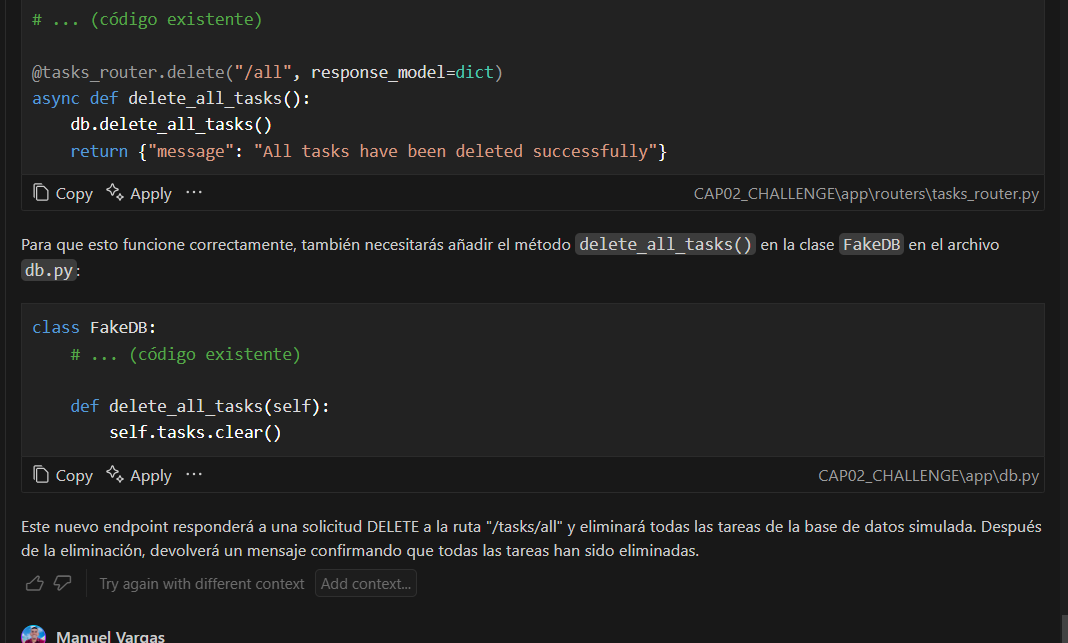 # ... (código existente)
@tasks_router.delete("/all", response_model=dict)
async def delete_all_tasks():
    db.delete_all_tasks()
    return {"message": "All tasks have been deleted successfully"}
Copy Apply ··· CAP02_CHALLENGE\app\routers\tasks_router.py
Para que esto funcione correctamente, también necesitarás añadir el método delete_all_tasks() en la clase FakeDB en el archivo
db.py:
class FakeDB:
    # ... (código existente)
    def delete_all_tasks(self):
        self.tasks.clear()
Copy Apply ··· CAP02_CHALLENGE\app\db.py
Este nuevo endpoint responderá a una solicitud DELETE a la ruta "/tasks/all" y eliminará todas las tareas de la base de datos simulada. Después
de la eliminación, devolverá un mensaje confirmando que todas las tareas han sido eliminadas.
Try again with different context Add context...
Manuel Vargas